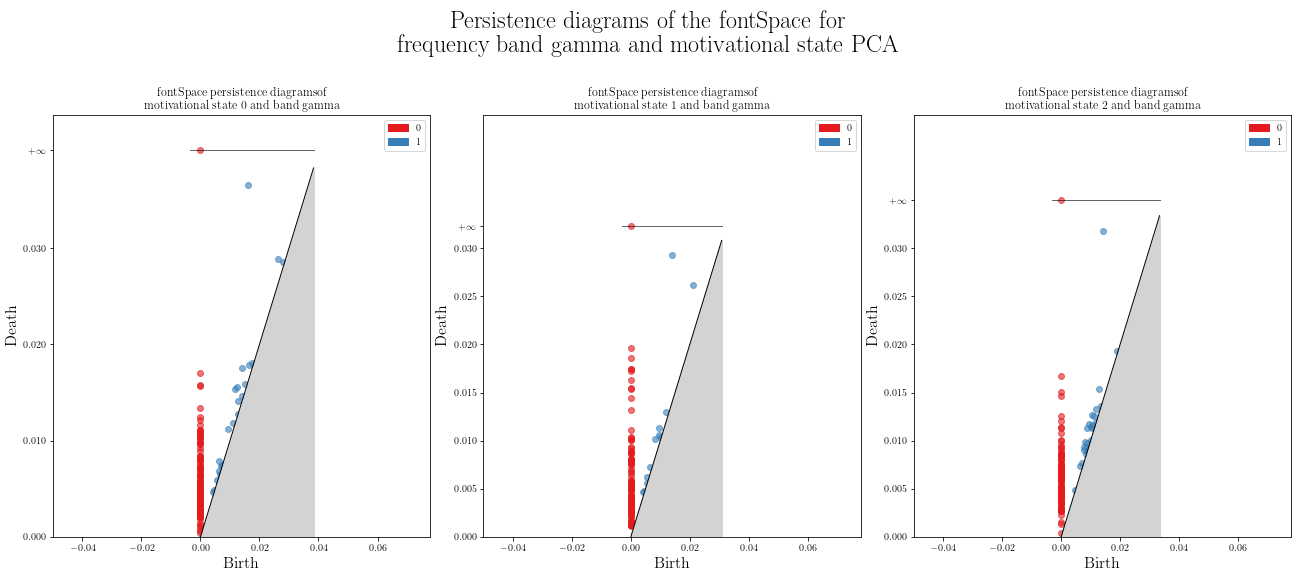 Persistence diagrams of the fontSpace for
frequency band gamma and motivational state PCA
fontSpace persistence diagramsof
motivational state 0 and band gamma
0
1
+∞
0.030
0.020
0.010
0.000
Death
−0.04 −0.02 0.00 0.02 0.04 0.06
Birth
fontSpace persistence diagramsof
motivational state 1 and band gamma
0
1
+∞
0.030
0.025
0.020
0.015
0.010
0.005
0.000
Death
−0.04 −0.02 0.00 0.02 0.04 0.06
Birth
fontSpace persistence diagramsof
motivational state 2 and band gamma
0
1
+∞
0.030
0.025
0.020
0.015
0.010
0.005
0.000
Death
−0.04 −0.02 0.00 0.02 0.04 0.06
Birth